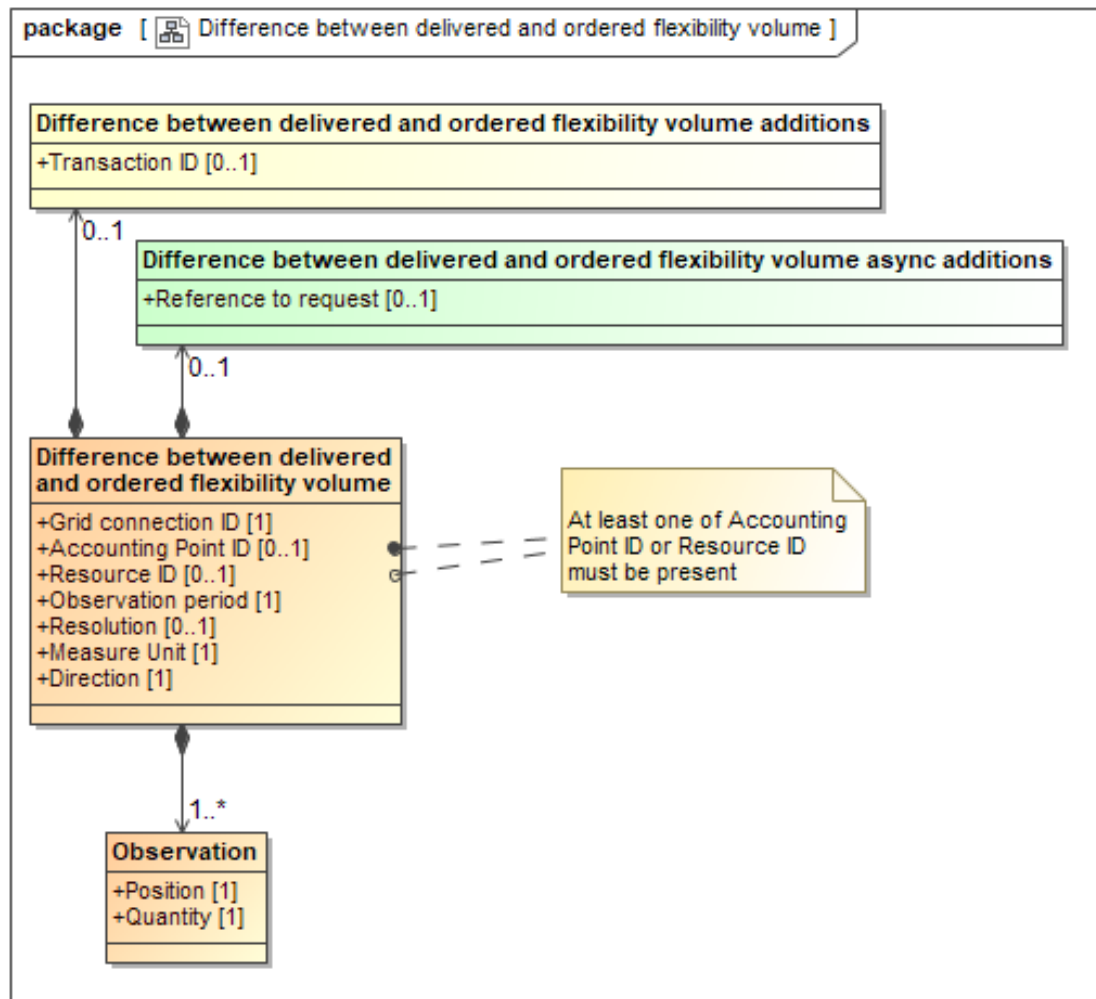 package [ Difference between delivered and ordered flexibility volume ]
Difference between delivered and ordered flexibility volume additions
+Transaction ID [0..1]
0..1
Difference between delivered and ordered flexibility volume async additions
+Reference to request [0..1]
0..1
Difference between delivered
and ordered flexibility volume
+Grid connection ID [1]
+Accounting Point ID [0..1]
+Resource ID [0..1]
+Observation period [1]
+Resolution [0..1]
+Measure Unit [1]
+Direction [1]
At least one of Accounting
Point ID or Resource ID
must be present
1..*
Observation
+Position [1]
+Quantity [1]